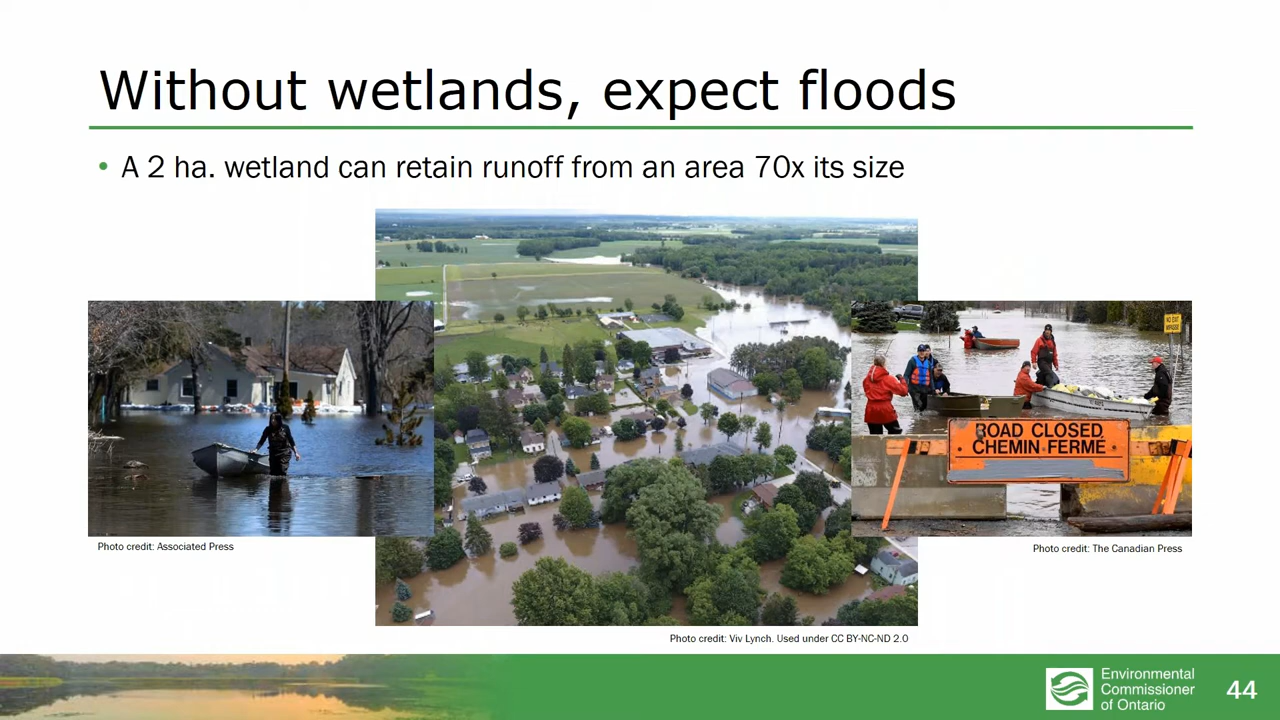 Without wetlands, expect floods
• A 2 ha. wetland can retain runoff from an area 70x its size
ROAD CLOSED
CHEMIN FERMÉ
Photo credit: Associated Press
Photo credit: The Canadian Press
Photo credit: Viv Lynch. Used under CC BY-NC-ND 2.0
Environmental
Commissioner
of Ontario
44